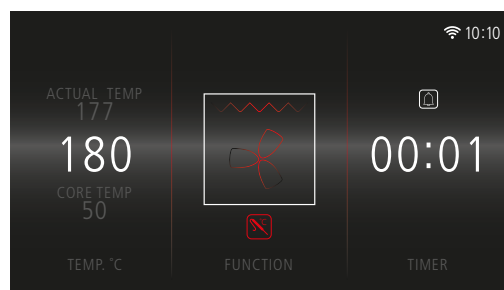 10:10
ACTUAL TEMP
177
180
CORE TEMP
50
TEMP. °C
FUNCTION
00:01
TIMER